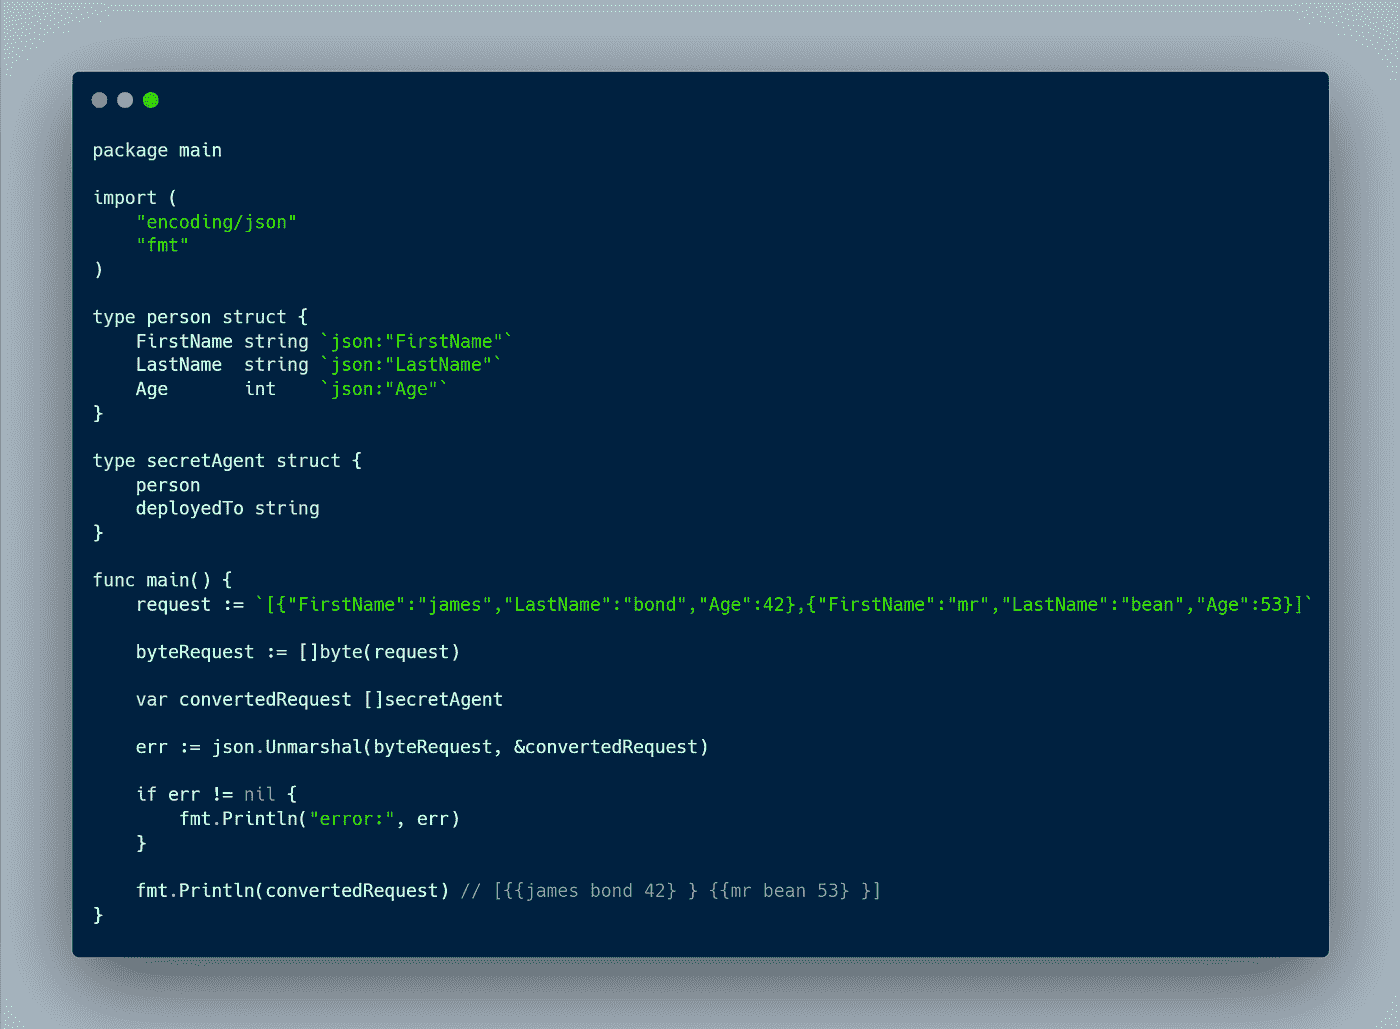 package main
import (
    "encoding/json"
    "fmt"
)
type person struct {
    FirstName string `json:"FirstName"`
    LastName  string `json:"LastName"`
    Age       int    `json:"Age"`
}
type secretAgent struct {
    person
    deployedTo string
}
func main() {
    request := `[{"FirstName":"james","LastName":"bond","Age":42},{"FirstName":"mr","LastName":"bean","Age":53}]`
    byteRequest := []byte(request)
    var convertedRequest []secretAgent
    err := json.Unmarshal(byteRequest, &convertedRequest)
    if err != nil {
        fmt.Println("error:", err)
    }
    fmt.Println(convertedRequest) // [{{james bond 42} } {{mr bean 53} }]
}